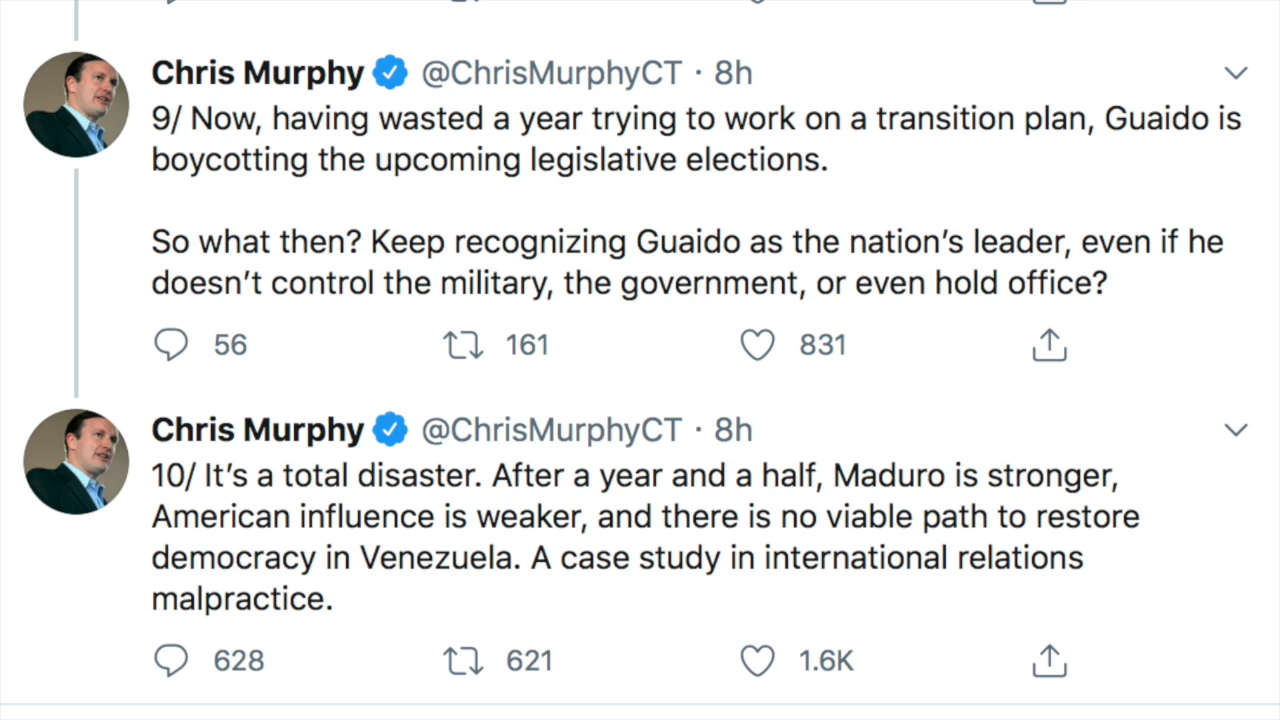 Chris Murphy @ChrisMurphyCT · 8h
9/ Now, having wasted a year trying to work on a transition plan, Guaido is
boycotting the upcoming legislative elections.
So what then? Keep recognizing Guaido as the nation’s leader, even if he
doesn’t control the military, the government, or even hold office?
56 161 831
Chris Murphy @ChrisMurphyCT · 8h
10/ It’s a total disaster. After a year and a half, Maduro is stronger,
American influence is weaker, and there is no viable path to restore
democracy in Venezuela. A case study in international relations
malpractice.
628 621 1.6K